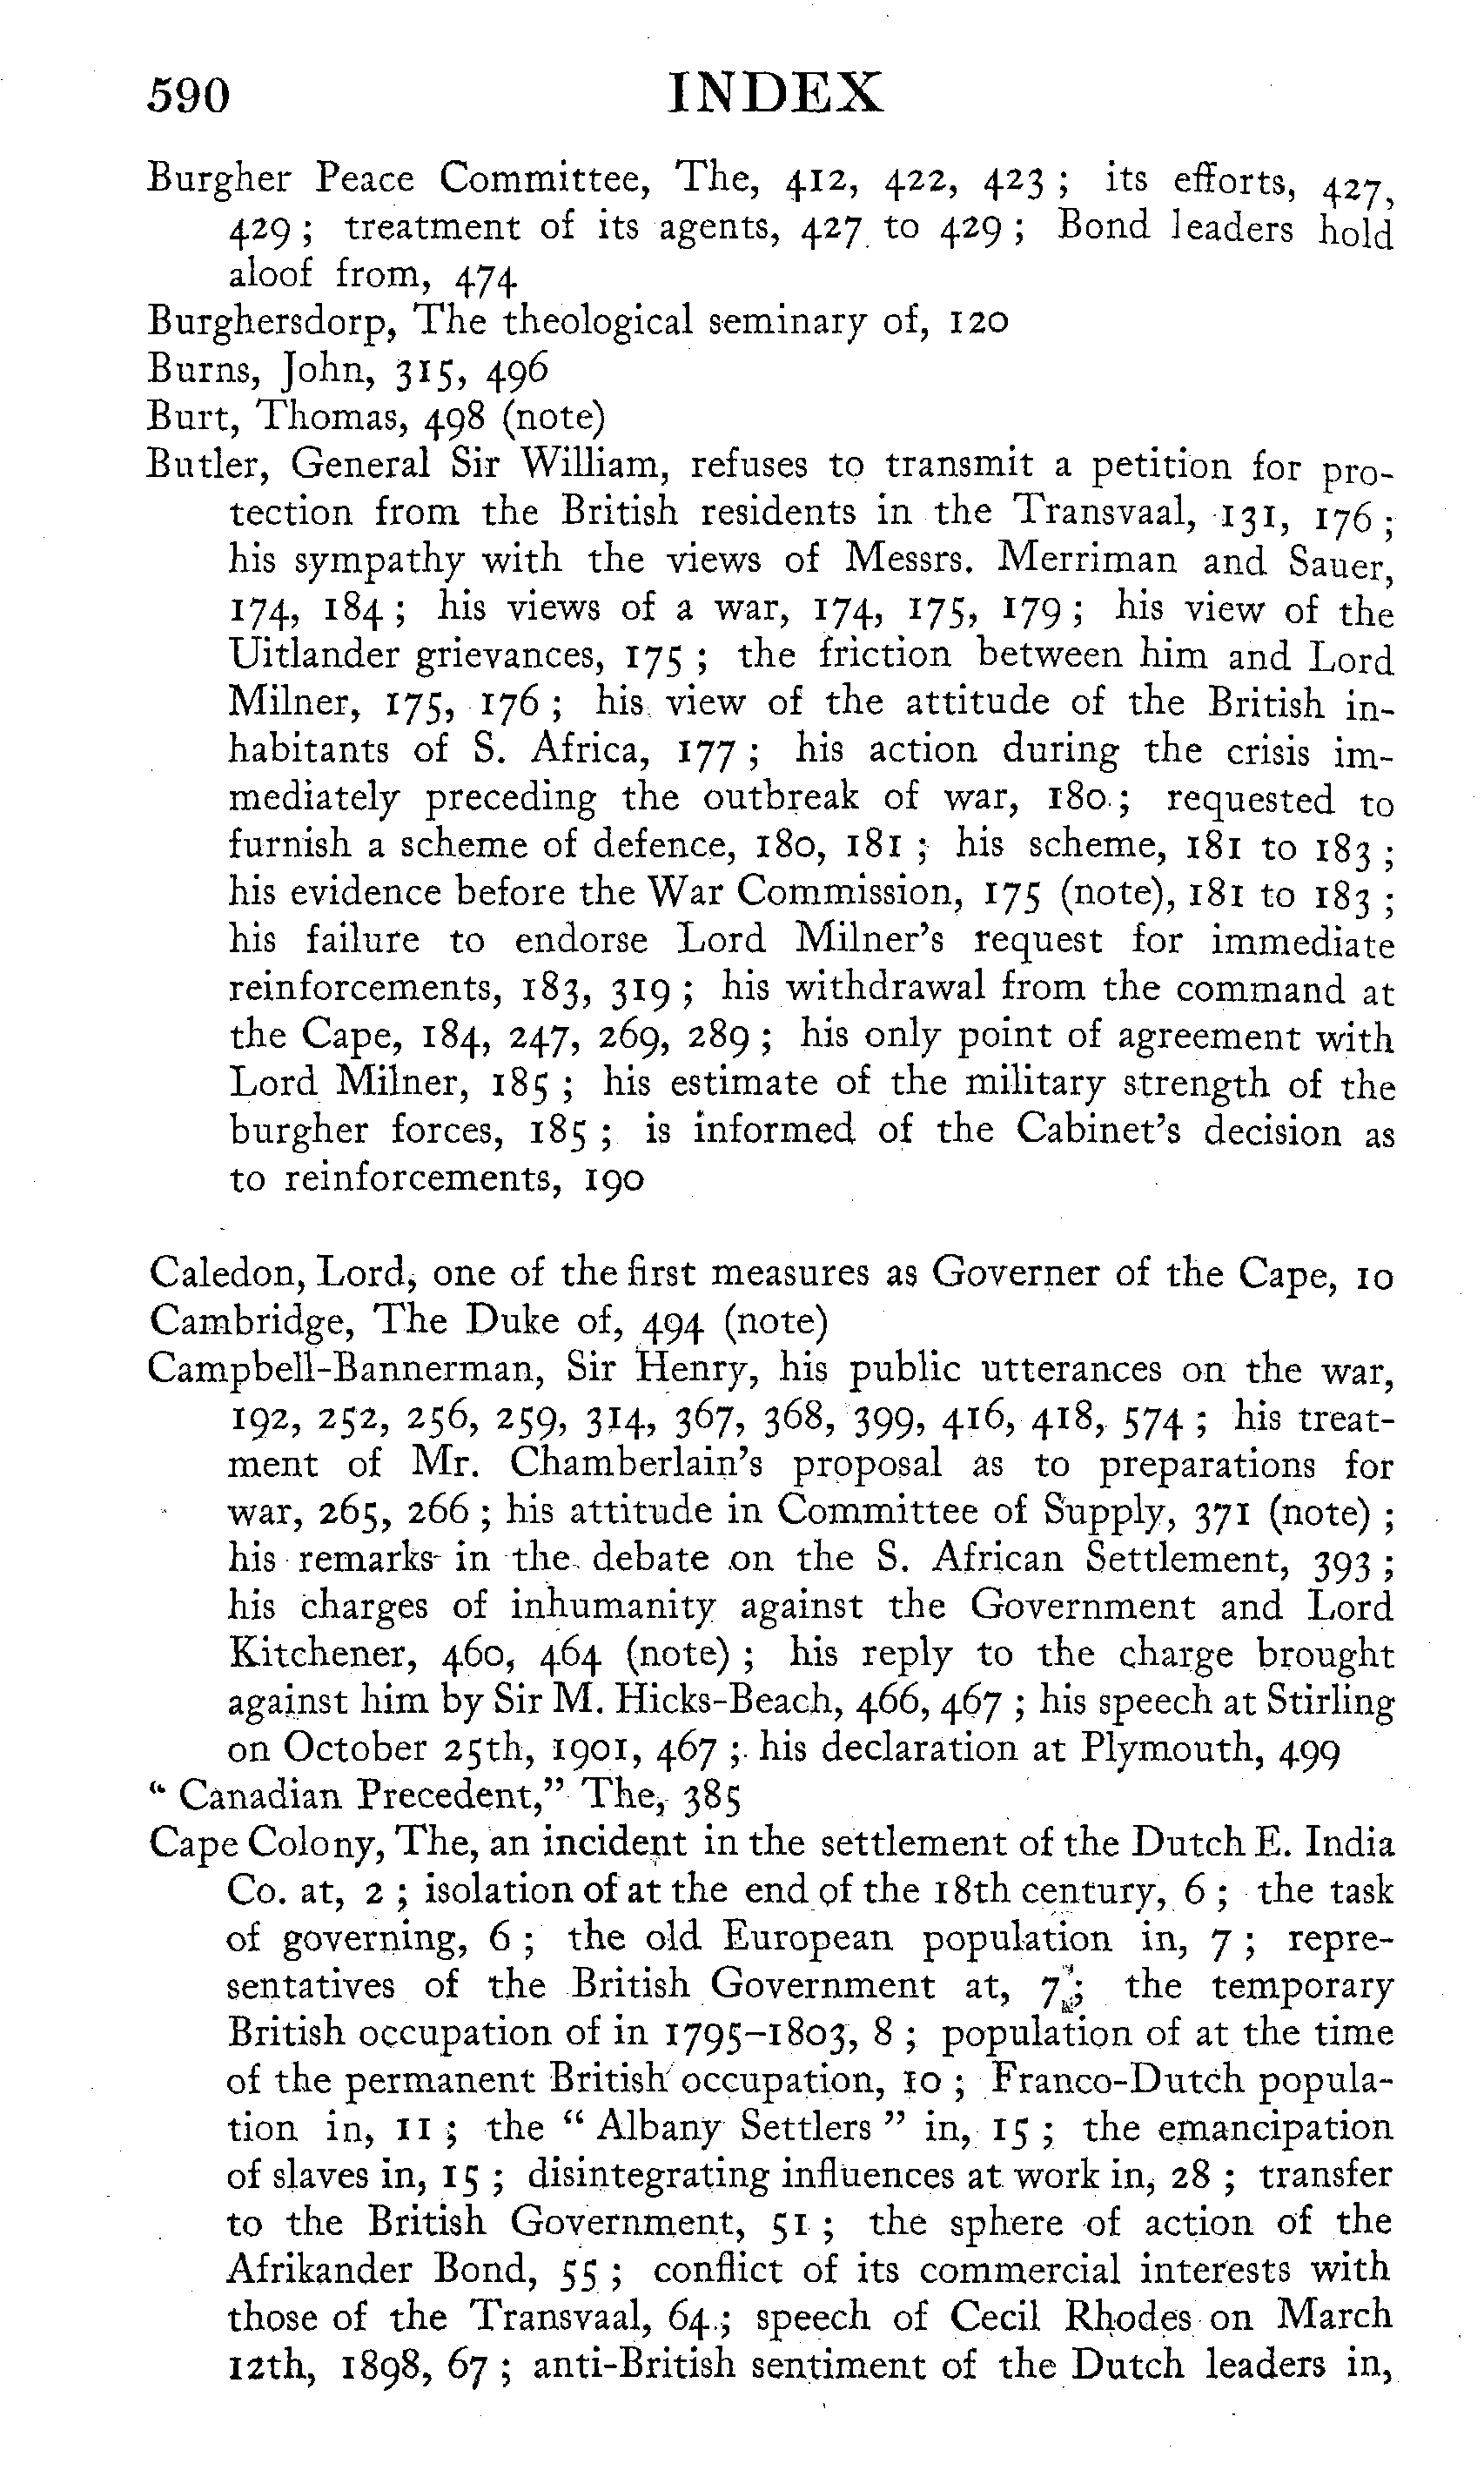 590 INDEX
Burgher Peace Committee, The, 412, 422, 423 ; its efforts, 427,
429 ; treatment of its agents, 427 to 429 ; Bond leaders hold
aloof from, 474
Burghersdorp, The theological seminary of, 120
Burns, John, 315, 496
Burt, Thomas, 498 (note)
Butler, General Sir William, refuses to transmit a petition for pro-
tection from the British residents in the Transvaal, 131, 176 ;
his sympathy with the views of Messrs. Merriman and Sauer,
174, 184 ; his views of a war, 174, 175, 179 ; his view of the
Uitlander grievances, 175 ; the friction between him and Lord
Milner, 175, 176 ; his view of the attitude of the British in-
habitants of S. Africa, 177 ; his action during the crisis im-
mediately preceding the outbreak of war, 180 ; requested to
furnish a scheme of defence, 180, 181 ; his scheme, 181 to 183 ;
his evidence before the War Commission, 175 (note), 181 to 183 ;
his failure to endorse Lord Milner's request for immediate
reinforcements, 183, 319 ; his withdrawal from the command at
the Cape, 184, 247, 269, 289 ; his only point of agreement with
Lord Milner, 185 ; his estimate of the military strength of the
burgher forces, 185 ; is informed of the Cabinet's decision as
to reinforcements, 190
Caledon, Lord, one of the first measures as Governer of the Cape, 10
Cambridge, The Duke of, 494 (note)
Campbell-Bannerman, Sir Henry, his public utterances on the war,
192, 252, 256, 259, 314, 367, 368, 399, 416, 418, 574 ; his treat-
ment of Mr. Chamberlain's proposal as to preparations for
war, 265, 266 ; his attitude in Committee of Supply, 371 (note) ;
his remarks in the debate on the S. African Settlement, 393 ;
his charges of inhumanity against the Government and Lord
Kitchener, 460, 464 (note) ; his reply to the charge brought
against him by Sir M. Hicks-Beach, 466, 467 ; his speech at Stirling
on October 25th, 1901, 467 ; his declaration at Plymouth, 499
" Canadian Precedent," The, 385
Cape Colony, The, an incident in the settlement of the Dutch E. India
Co. at, 2 ; isolation of at the end of the 18th century, 6 ; the task
of governing, 6 ; the old European population in, 7 ; repre-
sentatives of the British Government at, 7 ; the temporary
British occupation of in 1795-1803, 8 ; population of at the time
of the permanent British occupation, 10 ; Franco-Dutch popula-
tion in, 11 ; the " Albany Settlers " in, 15 ; the emancipation
of slaves in, 15 ; disintegrating influences at work in, 28 ; transfer
to the British Government, 51 ; the sphere of action of the
Afrikander Bond, 55 ; conflict of its commercial interests with
those of the Transvaal, 64 ; speech of Cecil Rhodes on March
12th, 1898, 67 ; anti-British sentiment of the Dutch leaders in,